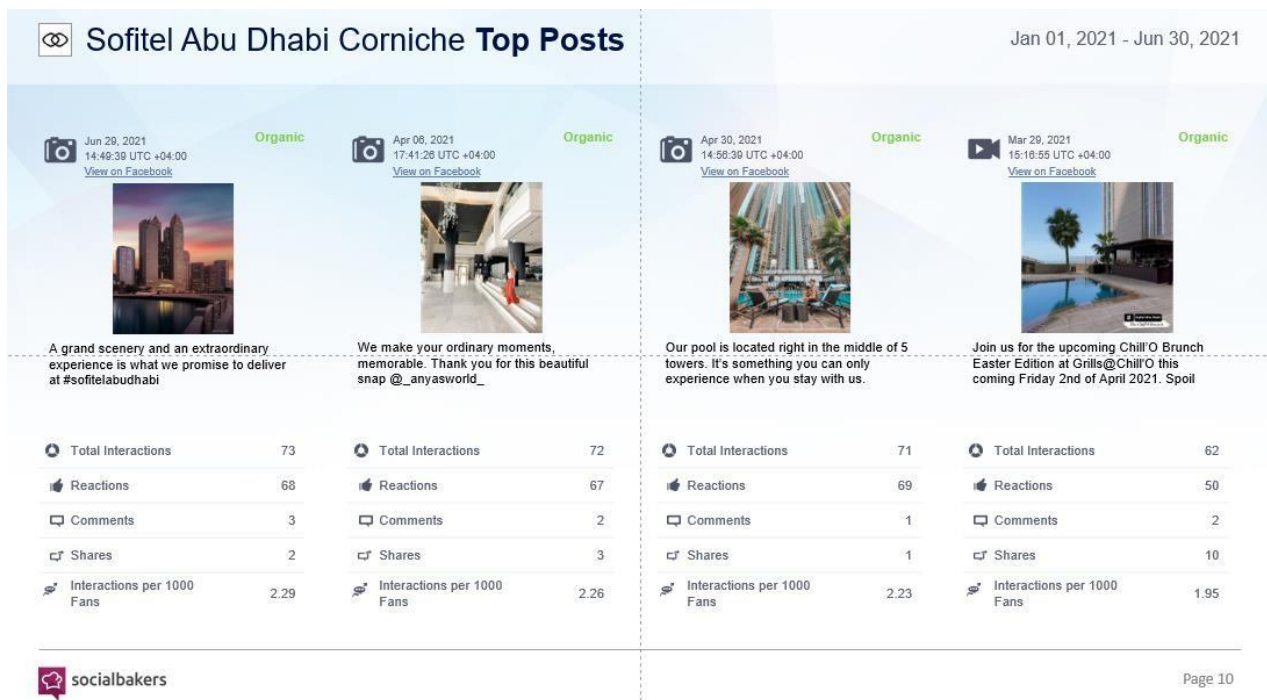 Sofitel Abu Dhabi Corniche Top Posts
Jan 01, 2021 - Jun 30, 2021
Jun 29, 2021
14:49:39 UTC +04:00
View on Facebook
Organic
A grand scenery and an extraordinary
experience is what we promise to deliver
at #sofitelabudhabi
Total Interactions 73
Reactions 68
Comments 3
Shares 2
Interactions per 1000
Fans
2.29
Apr 06, 2021
17:41:26 UTC +04:00
View on Facebook
Organic
We make your ordinary moments,
memorable. Thank you for this beautiful
snap @_anyasworld_
Total Interactions 72
Reactions 67
Comments 2
Shares 3
Interactions per 1000
Fans
2.26
Apr 30, 2021
14:56:39 UTC +04:00
View on Facebook
Organic
Our pool is located right in the middle of 5
towers. It's something you can only
experience when you stay with us.
Total Interactions 71
Reactions 69
Comments 1
Shares 1
Interactions per 1000
Fans
2.23
Mar 29, 2021
15:16:55 UTC +04:00
View on Facebook
Organic
Join us for the upcoming Chill'O Brunch
Easter Edition at Grills@Chill'O this
coming Friday 2nd of April 2021. Spoil
Total Interactions 62
Reactions 50
Comments 2
Shares 10
Interactions per 1000
Fans
1.95
socialbakers
Page 10